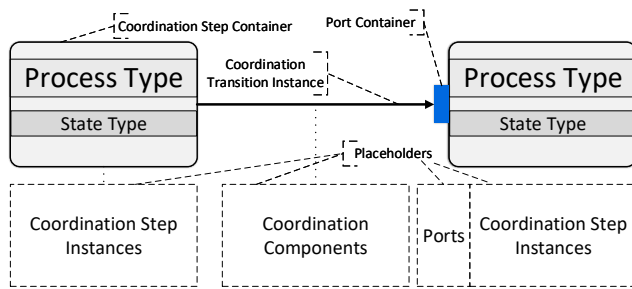 Coordination Step Container
Port Container
Process Type
State Type
Coordination
Transition Instance
Process Type
State Type
Placeholders
Coordination Step
Instances
Coordination
Components
Ports
Coordination Step
Instances